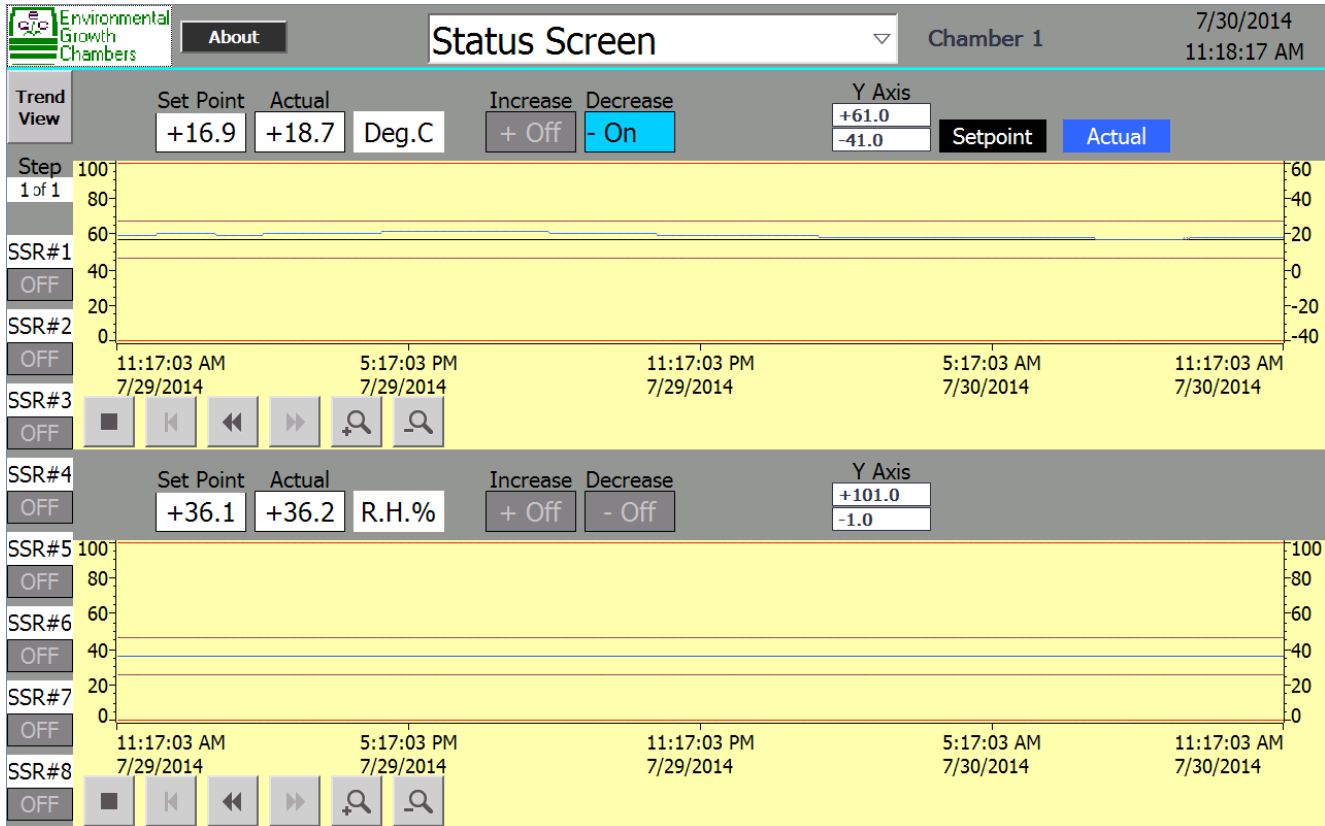 Environmental
Growth
Chambers
About
Status Screen
Chamber 1
7/30/2014
11:18:17 AM
Trend
View
Set Point Actual Increase Decrease Y Axis
+16.9 +18.7 Deg.C + Off - On
+61.0
-41.0
Setpoint Actual
Step
1 of 1
100 60
80 40
60 20
40 0
20 -20
0 -40
11:17:03 AM 5:17:03 PM 11:17:03 PM 5:17:03 AM 11:17:03 AM
7/29/2014 7/29/2014 7/29/2014 7/30/2014 7/30/2014
SSR#1
OFF
SSR#2
OFF
SSR#3
OFF
SSR#4
OFF
Set Point Actual Increase Decrease Y Axis
+36.1 +36.2 R.H.% + Off - Off
+101.0
-1.0
SSR#5
OFF
SSR#6
OFF
SSR#7
OFF
SSR#8
OFF
100 100
80 80
60 60
40 40
20 20
0 0
11:17:03 AM 5:17:03 PM 11:17:03 PM 5:17:03 AM 11:17:03 AM
7/29/2014 7/29/2014 7/29/2014 7/30/2014 7/30/2014